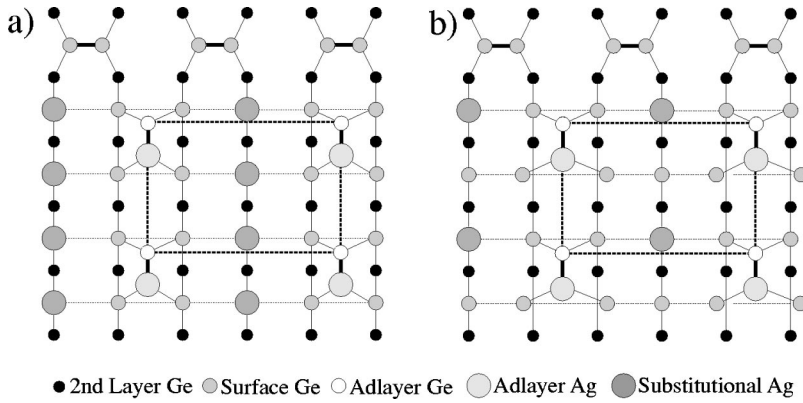 a)
b)
2nd Layer Ge Surface Ge Adlayer Ge Adlayer Ag Substitutional Ag